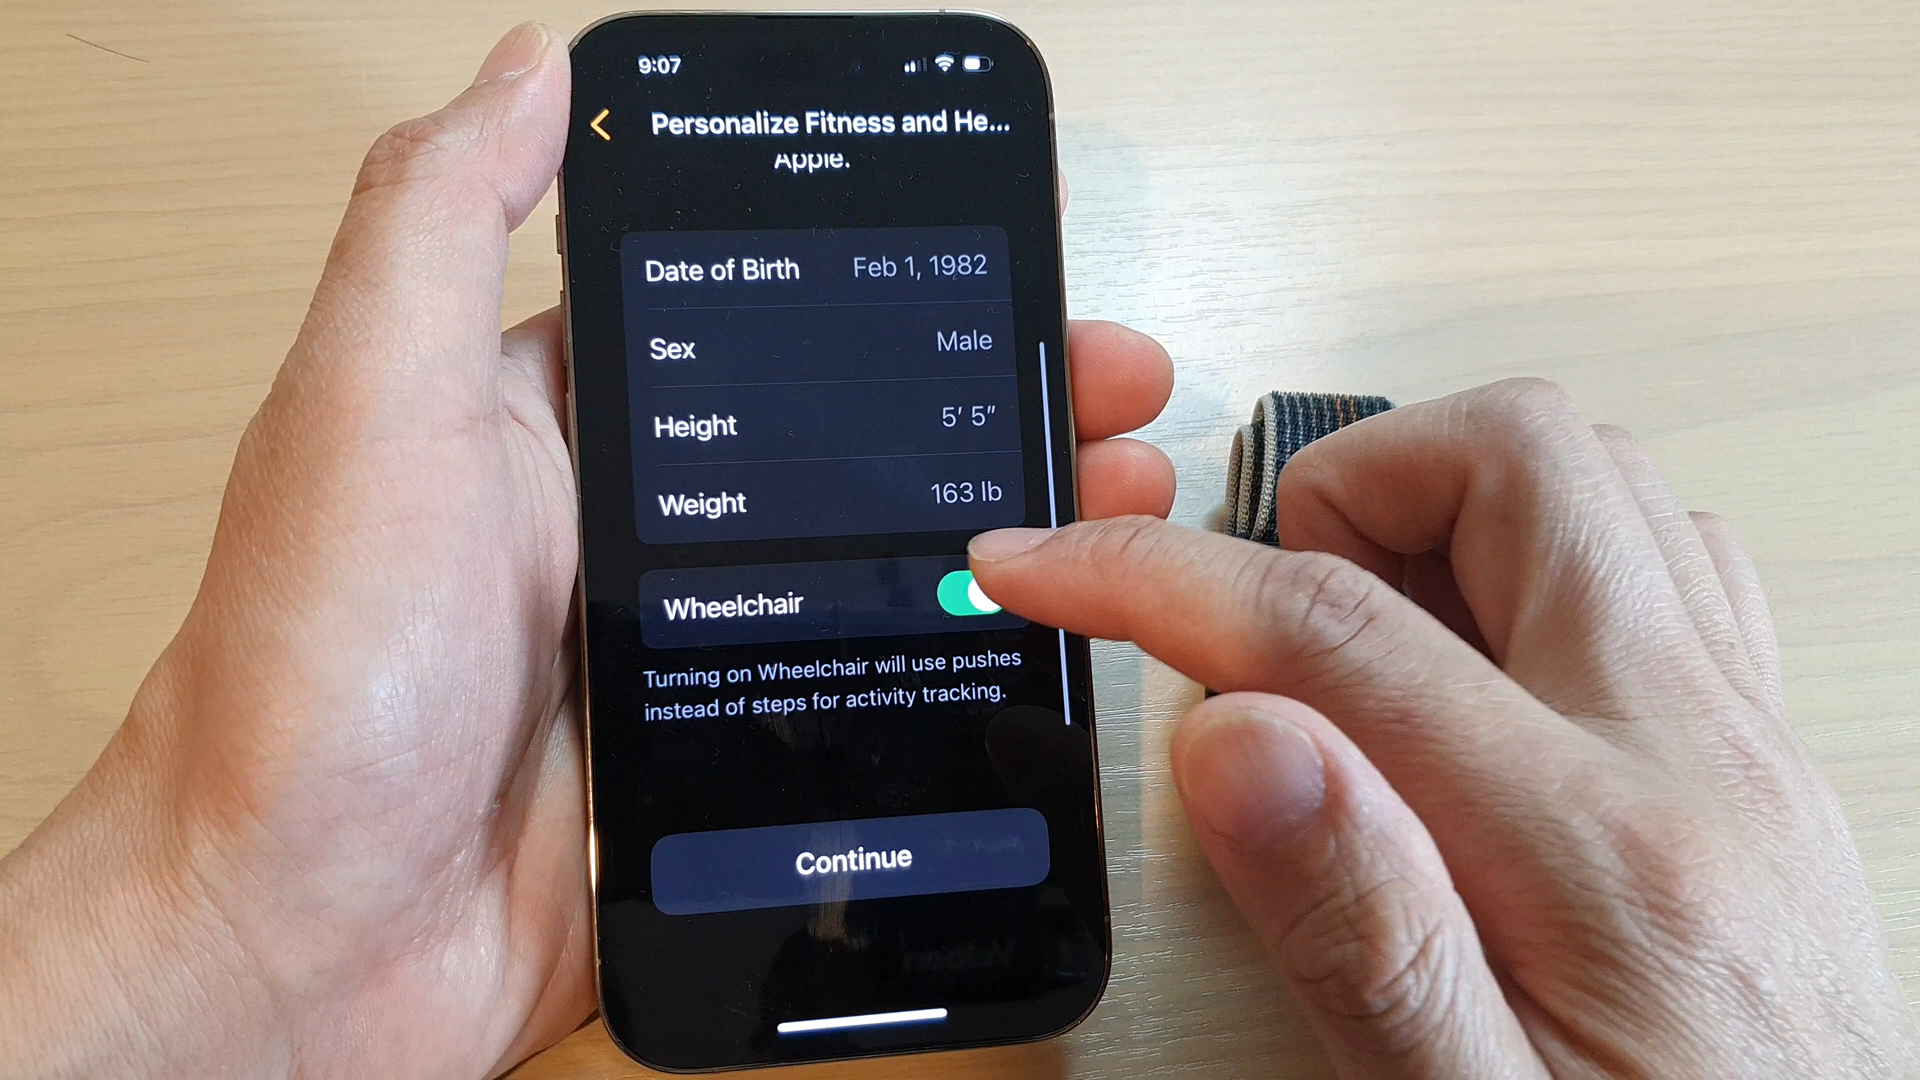 9:07
Personalize Fitness and He...
Apple.
Date of Birth Feb 1, 1982
Sex Male
Height 5' 5"
Weight 163 lb
Wheelchair
Turning on Wheelchair will use pushes
instead of steps for activity tracking.
Continue